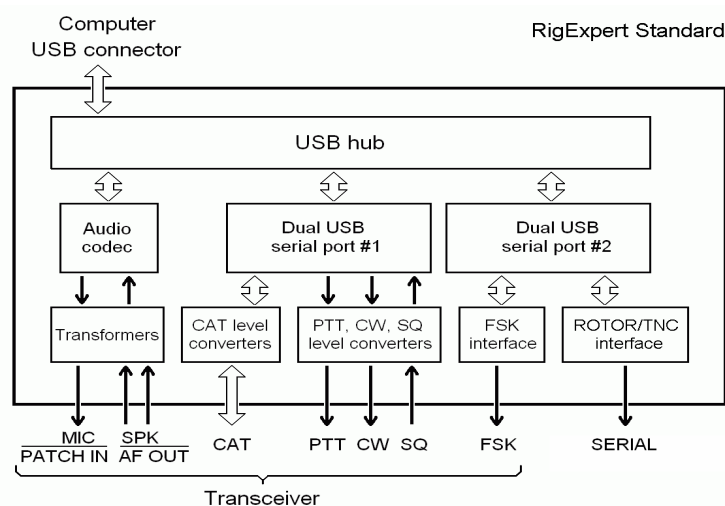 Computer
USB connector
RigExpert Standard
USB hub
Audio
codec
Dual USB
serial port #1
Dual USB
serial port #2
Transformers
CAT level
converters
PTT, CW, SQ
level converters
FSK
interface
ROTOR/TNC
interface
MIC
PATCH IN
SPK
AF OUT
CAT
PTT
CW
SQ
FSK
SERIAL
Transceiver